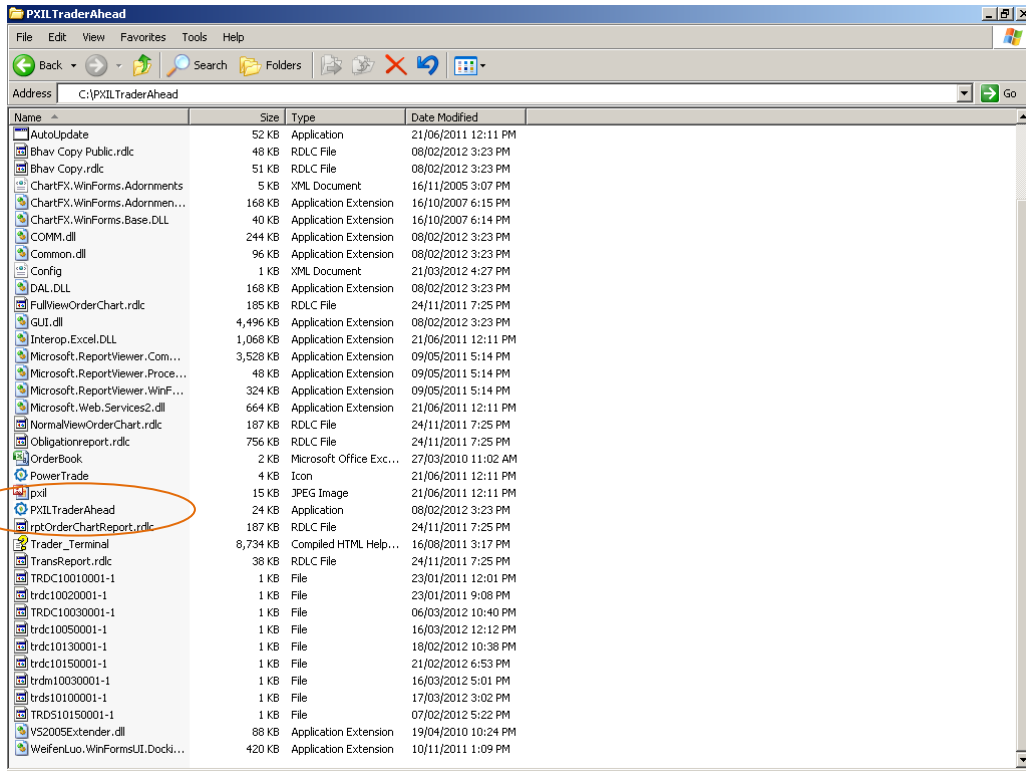 PXILTraderAhead
File Edit View Favorites Tools Help
Back Search Folders
Address C:\PXILTraderAhead Go
Name Size Type Date Modified
AutoUpdate 52 KB Application 21/06/2011 12:11 PM
Bhav Copy Public.rdlc 48 KB RDLC File 08/02/2012 3:23 PM
Bhav Copy.rdlc 51 KB RDLC File 08/02/2012 3:23 PM
ChartFX.WinForms.Adornments 5 KB XML Document 16/11/2005 3:07 PM
ChartFX.WinForms.Adornmen... 168 KB Application Extension 16/10/2007 6:15 PM
ChartFX.WinForms.Base.DLL 40 KB Application Extension 16/10/2007 6:14 PM
COMM.dll 244 KB Application Extension 08/02/2012 3:23 PM
Common.dll 96 KB Application Extension 08/02/2012 3:23 PM
Config 1 KB XML Document 21/03/2012 4:27 PM
DAL.DLL 168 KB Application Extension 08/02/2012 3:23 PM
FullViewOrderChart.rdlc 185 KB RDLC File 24/11/2011 7:25 PM
GUI.dll 4,496 KB Application Extension 08/02/2012 3:23 PM
Interop.Excel.DLL 1,068 KB Application Extension 21/06/2011 12:11 PM
Microsoft.ReportViewer.Com... 3,528 KB Application Extension 09/05/2011 5:14 PM
Microsoft.ReportViewer.Proce... 48 KB Application Extension 09/05/2011 5:14 PM
Microsoft.ReportViewer.WinF... 324 KB Application Extension 09/05/2011 5:14 PM
Microsoft.Web.Services2.dll 664 KB Application Extension 21/06/2011 12:11 PM
NormalViewOrderChart.rdlc 187 KB RDLC File 24/11/2011 7:25 PM
Obligationreport.rdlc 756 KB RDLC File 24/11/2011 7:25 PM
OrderBook 2 KB Microsoft Office Exc... 27/03/2010 11:02 AM
PowerTrade 4 KB Icon 21/06/2011 12:11 PM
pxil 15 KB JPEG Image 21/06/2011 12:11 PM
PXILTraderAhead 24 KB Application 08/02/2012 3:23 PM
rptOrderChartReport.rdlc 187 KB RDLC File 24/11/2011 7:25 PM
Trader_Terminal 8,734 KB Compiled HTML Help... 16/08/2011 3:17 PM
TransReport.rdlc 38 KB RDLC File 24/11/2011 7:25 PM
TRDC10010001-1 1 KB File 23/01/2011 12:01 PM
trdc10020001-1 1 KB File 23/01/2011 9:08 PM
TRDC10030001-1 1 KB File 06/03/2012 10:40 PM
trdc10050001-1 1 KB File 16/03/2012 12:12 PM
trdc10130001-1 1 KB File 18/02/2012 10:38 PM
trdc10150001-1 1 KB File 21/02/2012 6:53 PM
trdm10030001-1 1 KB File 16/03/2012 5:01 PM
trds10100001-1 1 KB File 17/03/2012 3:02 PM
TRDS10150001-1 1 KB File 07/02/2012 5:22 PM
VS2005Extender.dll 88 KB Application Extension 19/04/2010 10:24 PM
WeifenLuo.WinFormsUI.Docki... 420 KB Application Extension 10/11/2011 1:09 PM